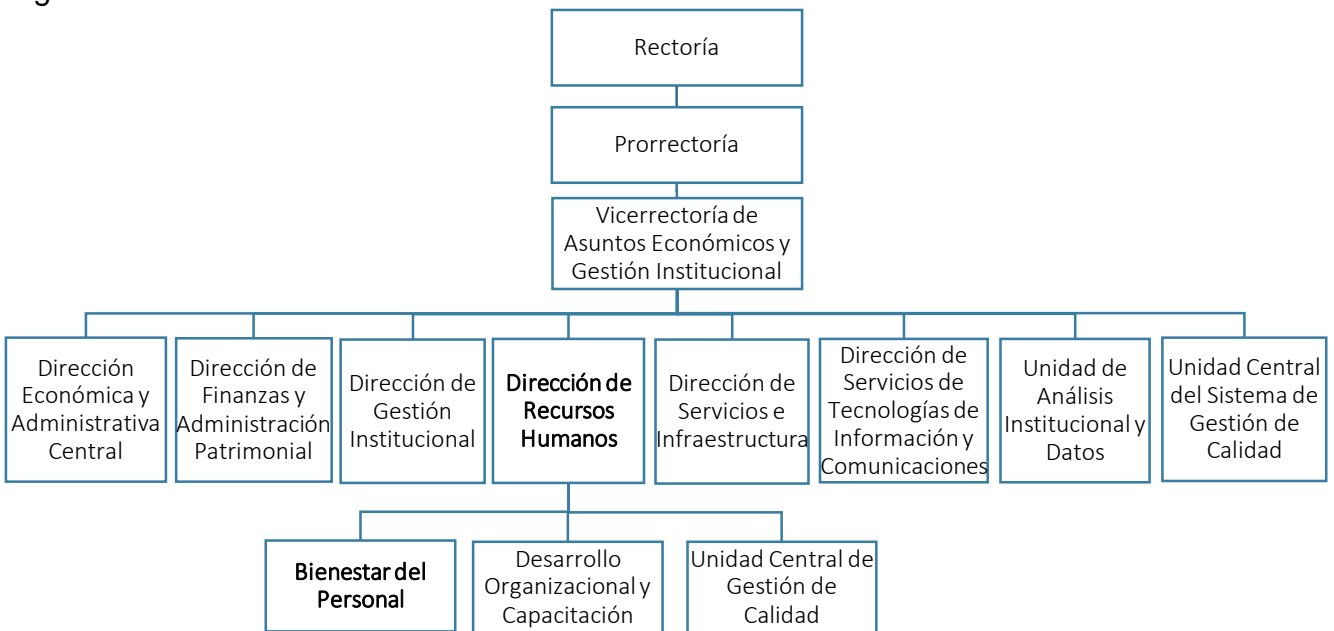 Rectoría
Prorrectoría
Vicerrectoría de
Asuntos Económicos y
Gestión Institucional
Dirección
Económica y
Administrativa
Central
Dirección de
Finanzas y
Administración
Patrimonial
Dirección de
Gestión
Institucional
Dirección de
Recursos
Humanos
Dirección de
Servicios e
Infraestructura
Dirección de
Servicios de
Tecnologías de
Información y
Comunicaciones
Unidad de
Análisis
Institucional y
Datos
Unidad Central
del Sistema de
Gestión de
Calidad
Bienestar del
Personal
Desarrollo
Organizacional y
Capacitación
Unidad Central de
Gestión de
Calidad